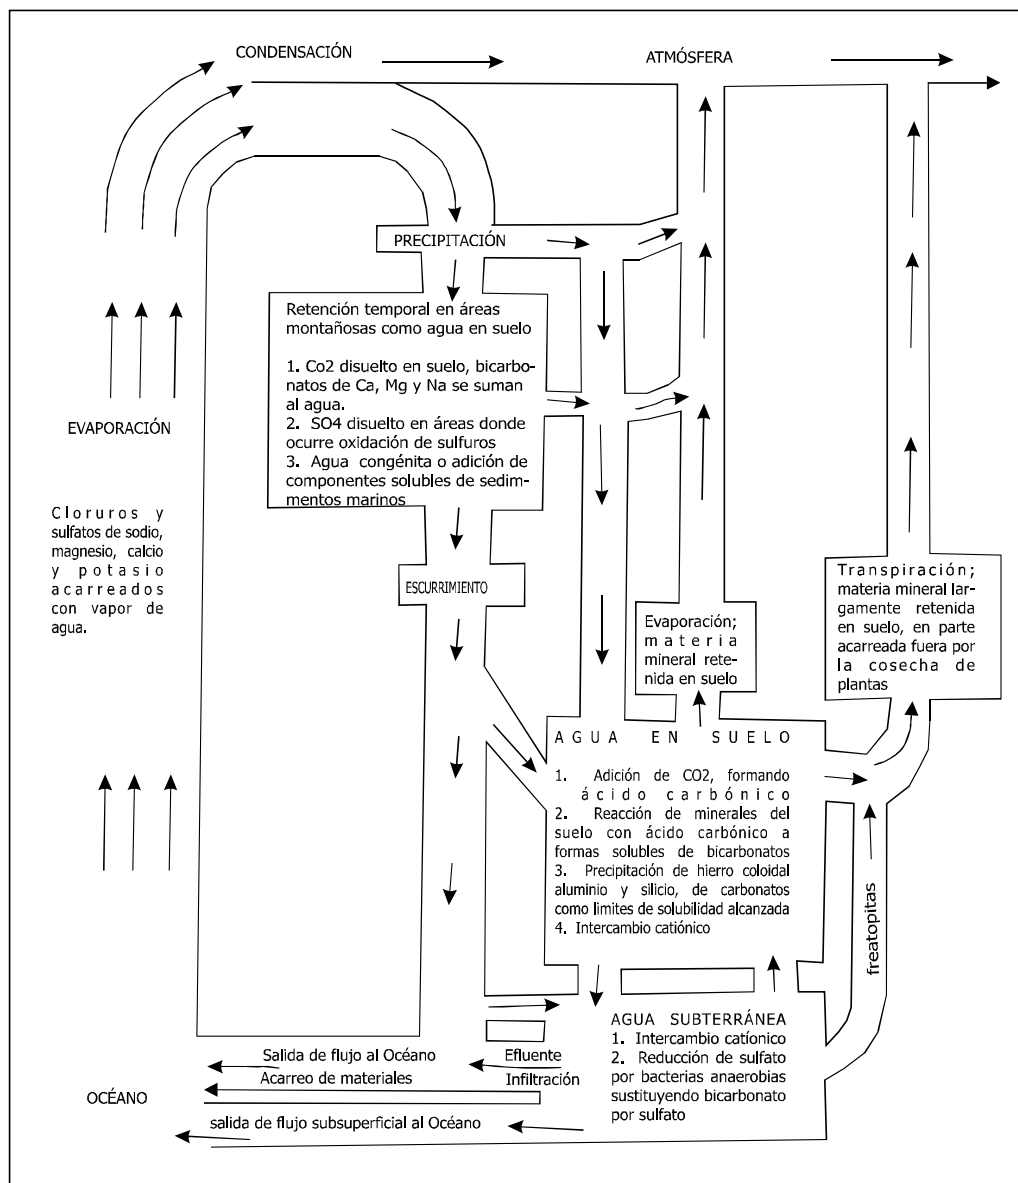 CONDENSACIÓN
ATMÓSFERA
PRECIPITACIÓN
Retención temporal en áreas
montañosas como agua en suelo
1. Co2 disuelto en suelo, bicarbo-
natos de Ca, Mg y Na se suman
al agua.
2. SO4 disuelto en áreas donde
ocurre oxidación de sulfuros
3. Agua congénita o adición de
componentes solubles de sedim-
mentos marinos
EVAPORACIÓN
Cloruros y
sulfatos de sodio,
magnesio, calcio
y potasio
acarreados
con vapor de
agua.
ESCURRIMIENTO
Evaporación;
materia
mineral rete-
nida en suelo
Transpiración;
materia mineral lar-
gamente retenida
en suelo, en parte
acarreada fuera por
la cosecha de
plantas
AGUA EN SUELO
1. Adición de CO2, formando
ácido carbónico
2. Reacción de minerales del
suelo con ácido carbónico a
formas solubles de bicarbonatos
3. Precipitación de hierro coloidal
aluminio y silicio, de carbonatos
como limites de solubilidad alcanzada
4. Intercambio catiónico
freatopitas
AGUA SUBTERRÁNEA
1. Intercambio catíonico
2. Reducción de sulfato
por bacterias anaerobias
sustituyendo bicarbonato
por sulfato
Salida de flujo al Océano
Efluente
Acarreo de materiales
Infiltración
OCÉANO
salida de flujo subsuperficial al Océano